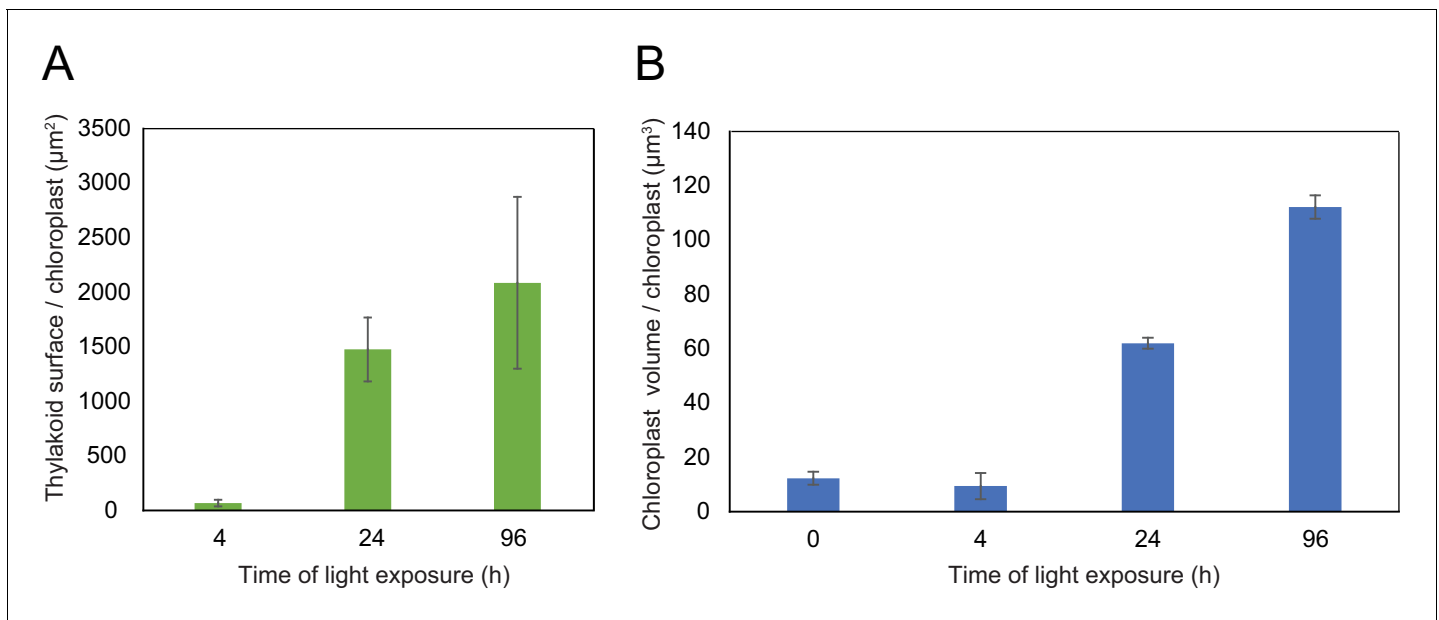 A
Thylakoid surface / chloroplast (µm²)
3500
3000
2500
2000
1500
1000
500
0
4 24 96
Time of light exposure (h)
B
Chloroplast volume / chloroplast (µm³)
140
120
100
80
60
40
20
0
0 4 24 96
Time of light exposure (h)